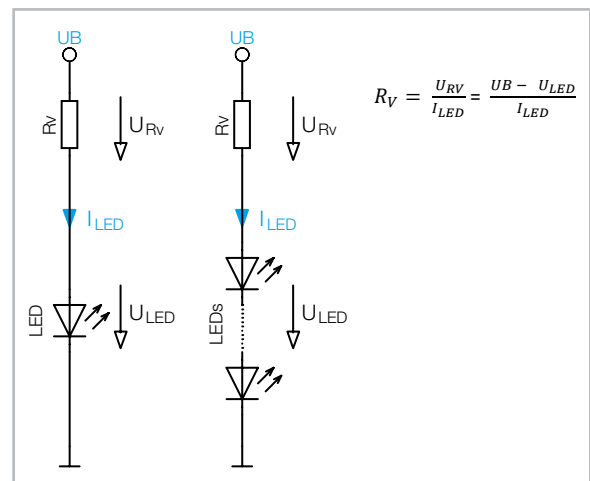 UB UB
R_V = U_RV / I_LED = UB − U_LED / I_LED
Rv U_Rv Rv U_Rv
I_LED I_LED
LED U_LED LEDs U_LED